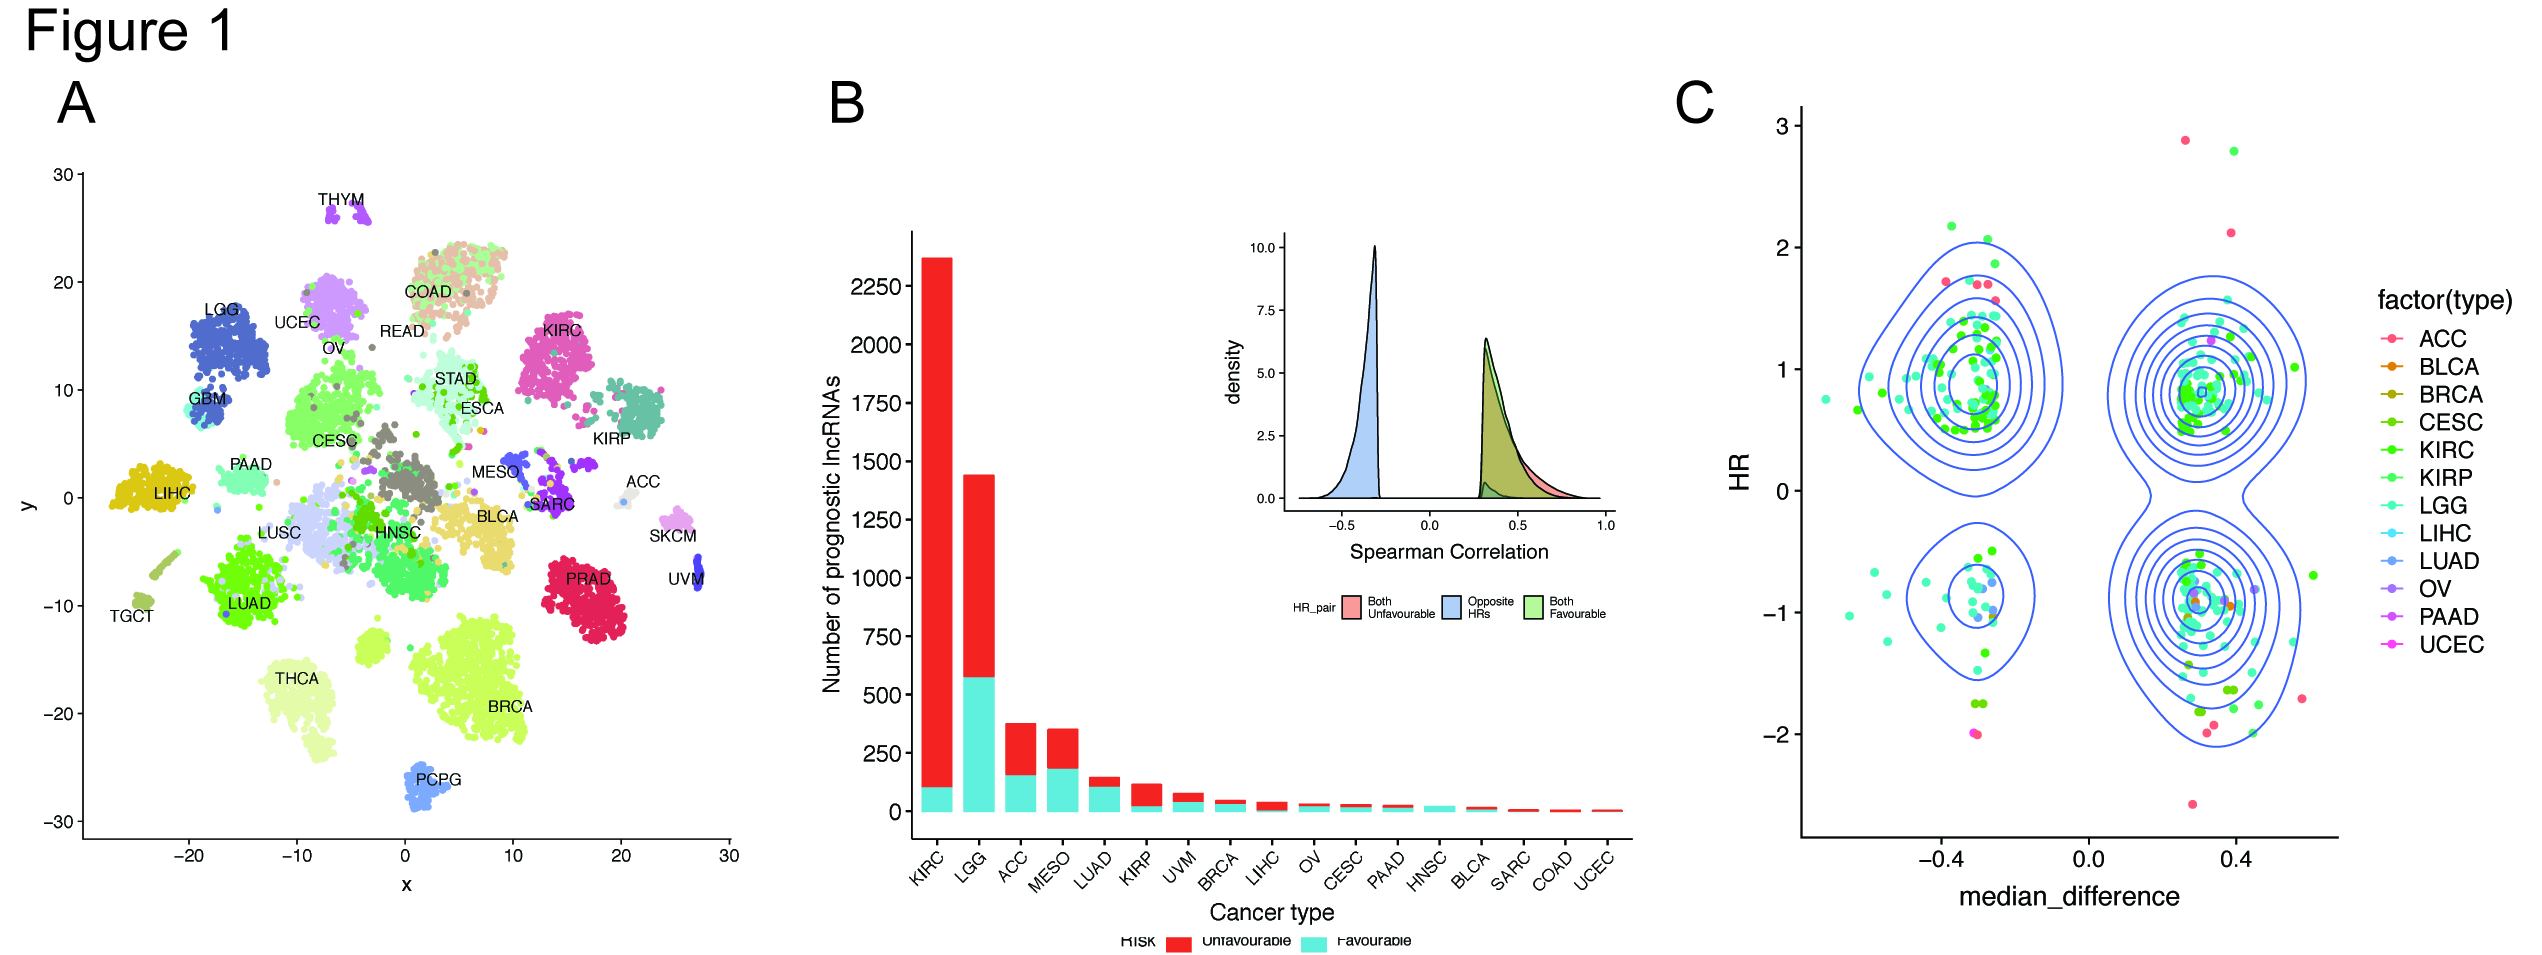 Figure 1
A
30
20
10
0
−10
−20
−30
y
−20
−10
0
10
20
30
x
THYM
COAD
LGG
UCEC
READ
KIRC
OV
STAD
GBM
ESCA
CESC
KIRP
PAAD
MESO
LIHC
ACC
SARC
BLCA
LUSC
HNSC
SKCM
PRAD
UVM
LUAD
TGCT
THCA
BRCA
PCPG
B
Number of prognostic lncRNAs
2250
2000
1750
1500
1250
1000
750
500
250
0
KIRC
LGG
ACC
MESO
LUAD
KIRP
UVM
BRCA
LIHC
OV
CESC
PAAD
HNSC
BLCA
SARC
COAD
UCEC
Cancer type
Risk Unfavourable Favourable
density
10.0
7.5
5.0
2.5
0.0
−0.5
0.0
0.5
1.0
Spearman Correlation
HR_pair
Both
Unfavourable
Opposite
HRs
Both
Favourable
C
HR
3
2
1
0
−1
−2
−0.4
0.0
0.4
median_difference
factor(type)
ACC
BLCA
BRCA
CESC
KIRC
KIRP
LGG
LIHC
LUAD
OV
PAAD
UCEC